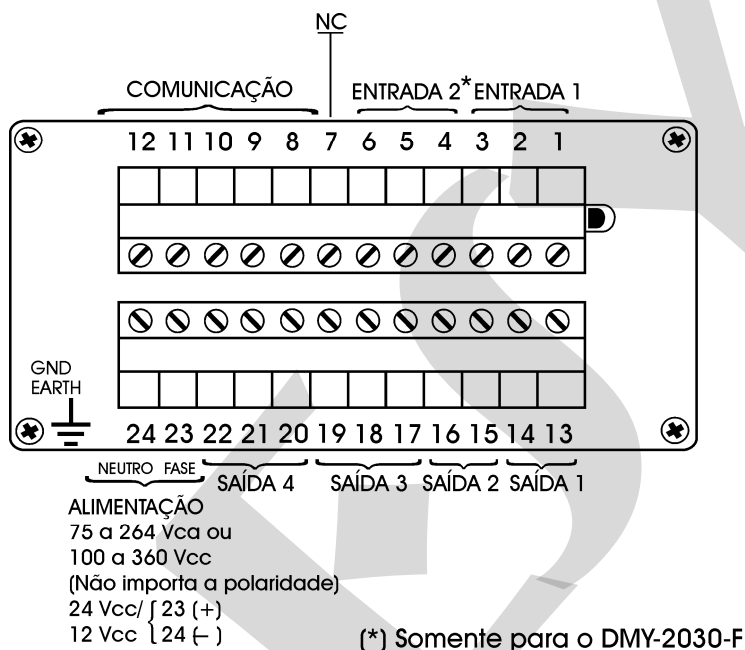 NC
COMUNICAÇÃO ENTRADA 2* ENTRADA 1
12 11 10 9 8 7 6 5 4 3 2 1
GND
EARTH
24 23 22 21 20 19 18 17 16 15 14 13
NEUTRO FASE SAÍDA 4 SAÍDA 3 SAÍDA 2 SAÍDA 1
ALIMENTAÇÃO
75 a 264 Vca ou
100 a 360 Vcc
(Não importa a polaridade)
24 Vcc/ { 23 (+)
12 Vcc { 24 (–)
(*) Somente para o DMY-2030-F